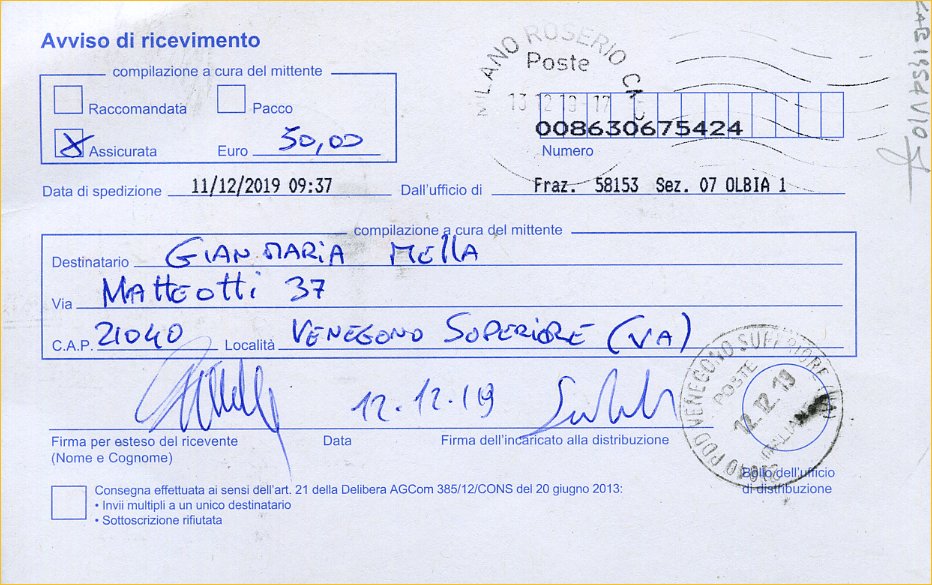 Avviso di ricevimento
compilazione a cura del mittente
Raccomandata Pacco
X Assicurata Euro 50,00
MILANO ROSERIO
Poste
13 12 19-17
008630675424
Numero
Data di spedizione 11/12/2019 09:37 Dall'ufficio di Fraz. 58153 Sez. 07 OLBIA 1
compilazione a cura del mittente
Destinatario GIANMARIA MELLA
Via MATTEOTTI 37
C.A.P. 21040 Località VENEGONO SUPERIORE (VA)
12.12.19
Firma per esteso del ricevente Data Firma dell'incaricato alla distribuzione
(Nome e Cognome)
PDD VENEGONO SUPERIORE (VA)
POSTE ITALIANE
12.12.19
Bollo dell'ufficio
di distribuzione
Consegna effettuata ai sensi dell'art. 21 della Delibera AGCom 385/12/CONS del 20 giugno 2013:
• Invii multipli a un unico destinatario
• Sottoscrizione rifiutata